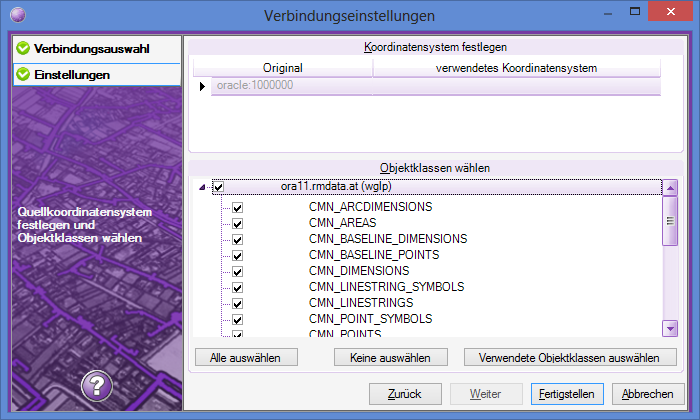 Verbindungseinstellungen
Verbindungsauswahl
Einstellungen
Quellkoordinatensystem
festlegen und
Objektklassen wählen
?
Koordinatensystem festlegen
Original verwendetes Koordinatensystem
oracle:1000000
Objektklassen wählen
ora11.rmdata.at (wglp)
CMN_ARCDIMENSIONS
CMN_AREAS
CMN_BASELINE_DIMENSIONS
CMN_BASELINE_POINTS
CMN_DIMENSIONS
CMN_LINESTRING_SYMBOLS
CMN_LINESTRINGS
CMN_POINT_SYMBOLS
CMN_POINTS
Alle auswählen Keine auswählen Verwendete Objektklassen auswählen
Zurück Weiter Fertigstellen Abbrechen